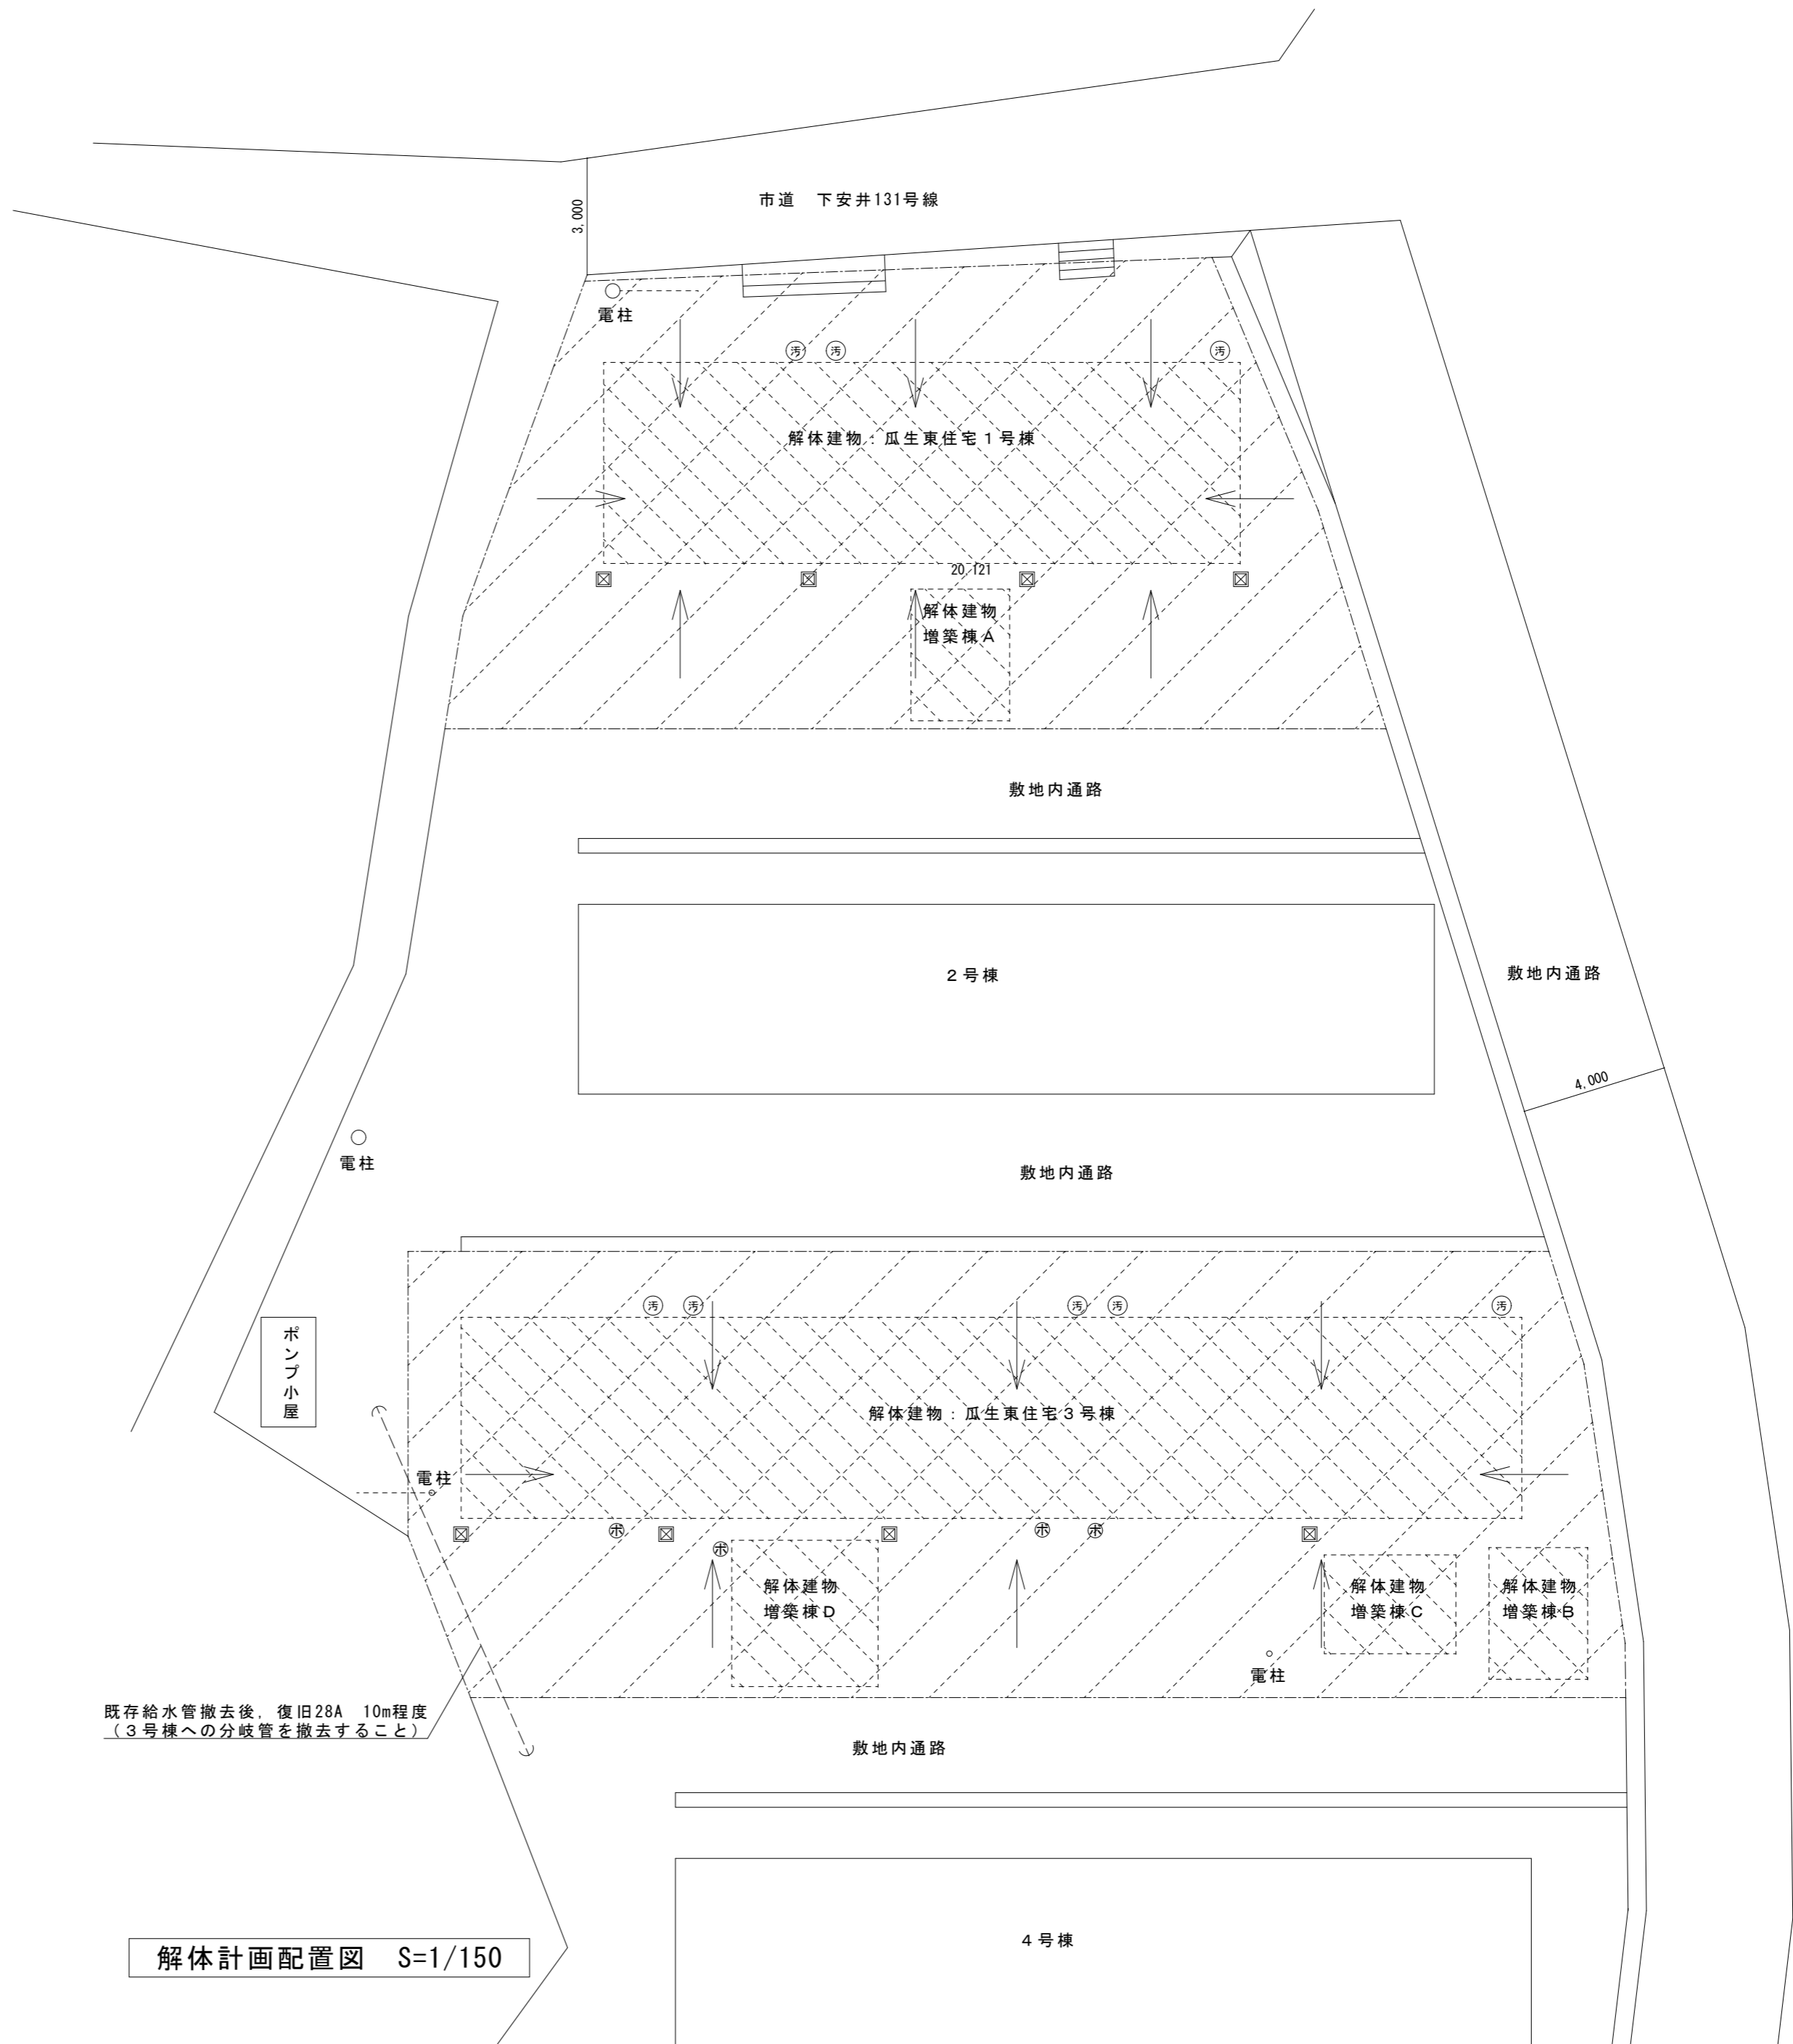 市道　下安井131号線
3,000
電柱
汚
汚
汚
解体建物：瓜生東住宅１号棟
20,121
解体建物
増築棟Ａ
敷地内通路
２号棟
敷地内通路
4,000
電柱
敷地内通路
汚
汚
汚
汚
汚
ポンプ小屋
解体建物：瓜生東住宅３号棟
電柱
ホ
ホ
ホ
ホ
解体建物
増築棟Ｄ
解体建物
増築棟Ｃ
解体建物
増築棟Ｂ
電柱
既存給水管撤去後，復旧28A　10m程度
（３号棟への分岐管を撤去すること）
敷地内通路
４号棟
解体計画配置図　S=1/150